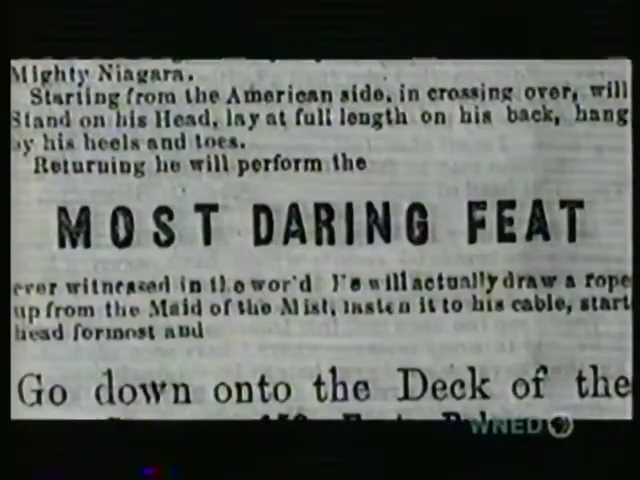 Mighty Niagara.
Starting from the American side, in crossing over, will
Stand on his Head, lay at full length on his back, hang
by his heels and toes.
Returning he will perform the
MOST DARING FEAT
ever witnessed in the wor'd He will actually draw a rope
up from the Maid of the Mist, fasten it to his cable, start
head formost and
Go down onto the Deck of the
WNED